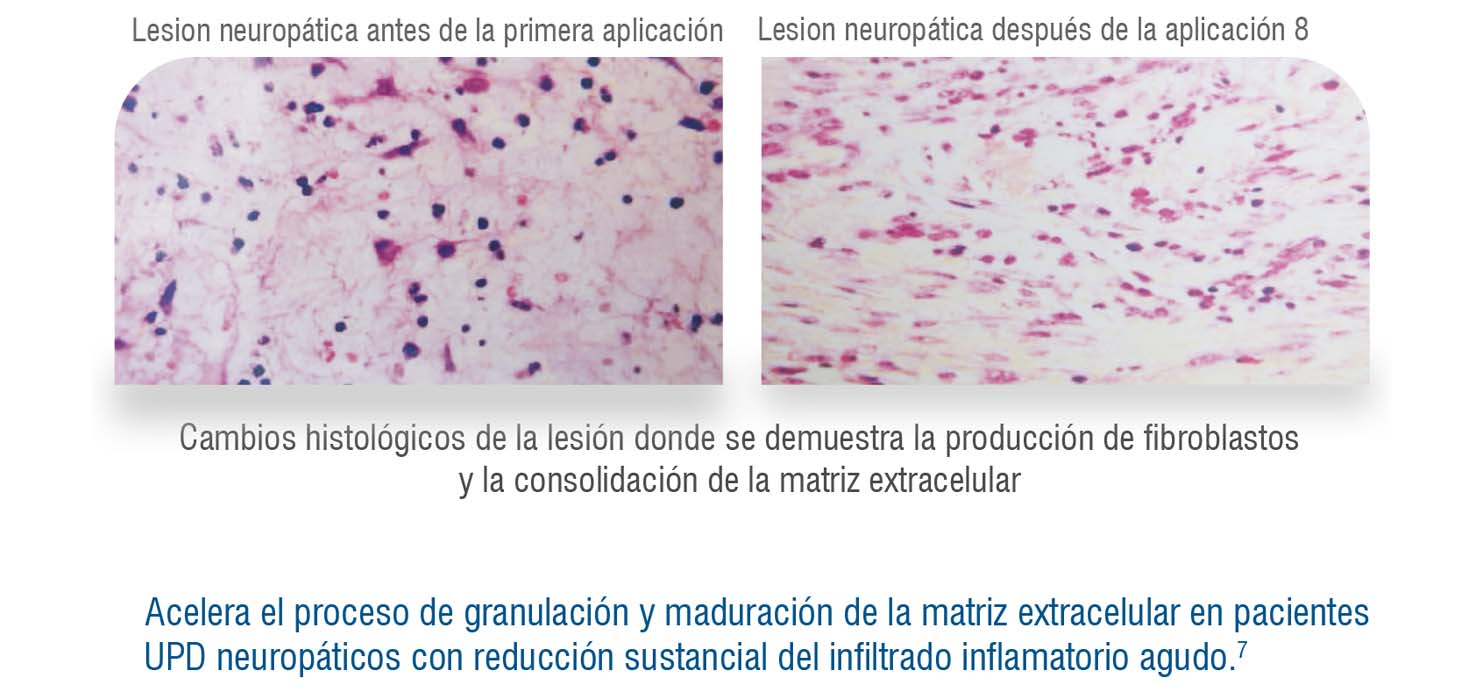 Lesion neuropática antes de la primera aplicación
Lesion neuropática después de la aplicación 8
Cambios histológicos de la lesión donde se demuestra la producción de fibroblastos
y la consolidación de la matriz extracelular
Acelera el proceso de granulación y maduración de la matriz extracelular en pacientes
UPD neuropáticos con reducción sustancial del infiltrado inflamatorio agudo.7